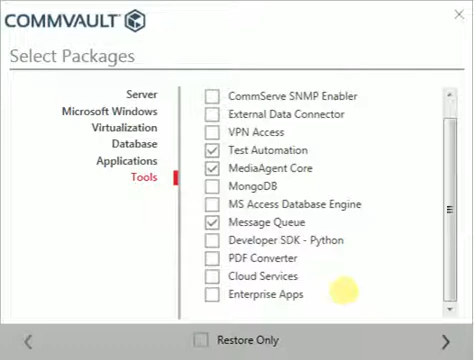 COMMVAULT
Select Packages
Server
Microsoft Windows
Virtualization
Database
Applications
Tools
CommServe SNMP Enabler
External Data Connector
VPN Access
Test Automation
MediaAgent Core
MongoDB
MS Access Database Engine
Message Queue
Developer SDK - Python
PDF Converter
Cloud Services
Enterprise Apps
Restore Only